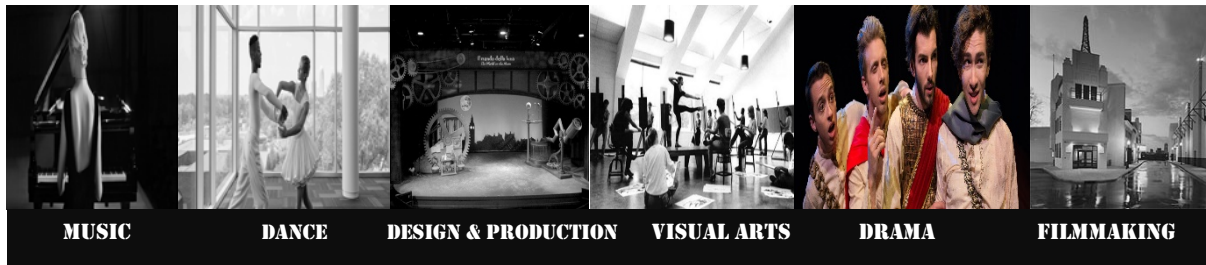 MUSIC
DANCE
DESIGN & PRODUCTION
VISUAL ARTS
DRAMA
FILMMAKING